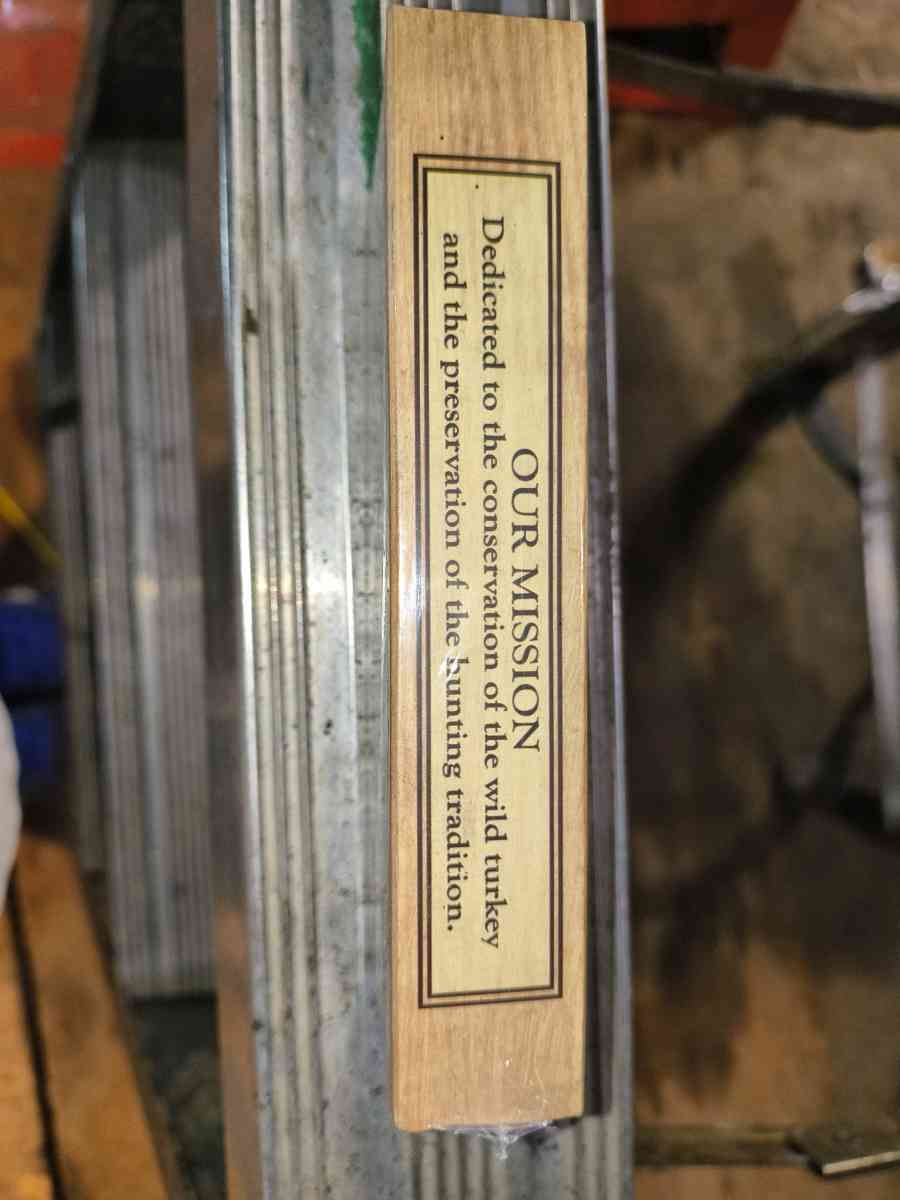 OUR MISSION
Dedicated to the conservation of the wild turkey
and the preservation of the hunting tradition.